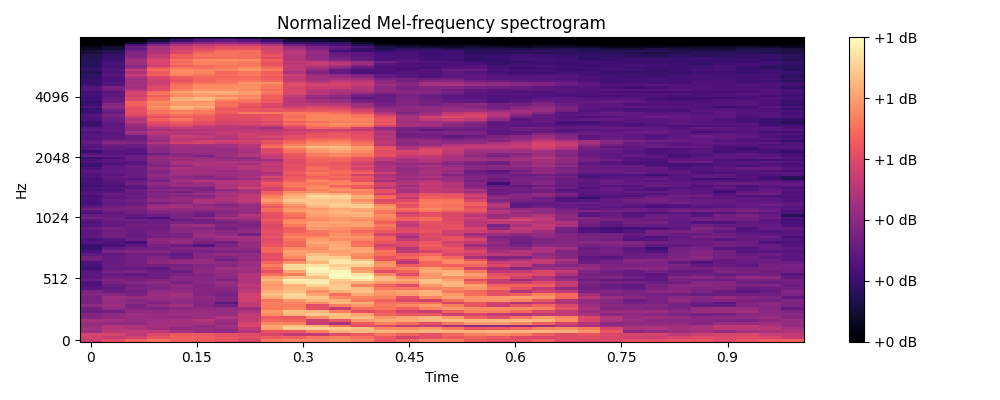 Normalized Mel-frequency spectrogram
+1 dB
4096
+1 dB
2048
+1 dB
Hz
1024
+0 dB
512
+0 dB
0
+0 dB
0 0.15 0.3 0.45 0.6 0.75 0.9
Time